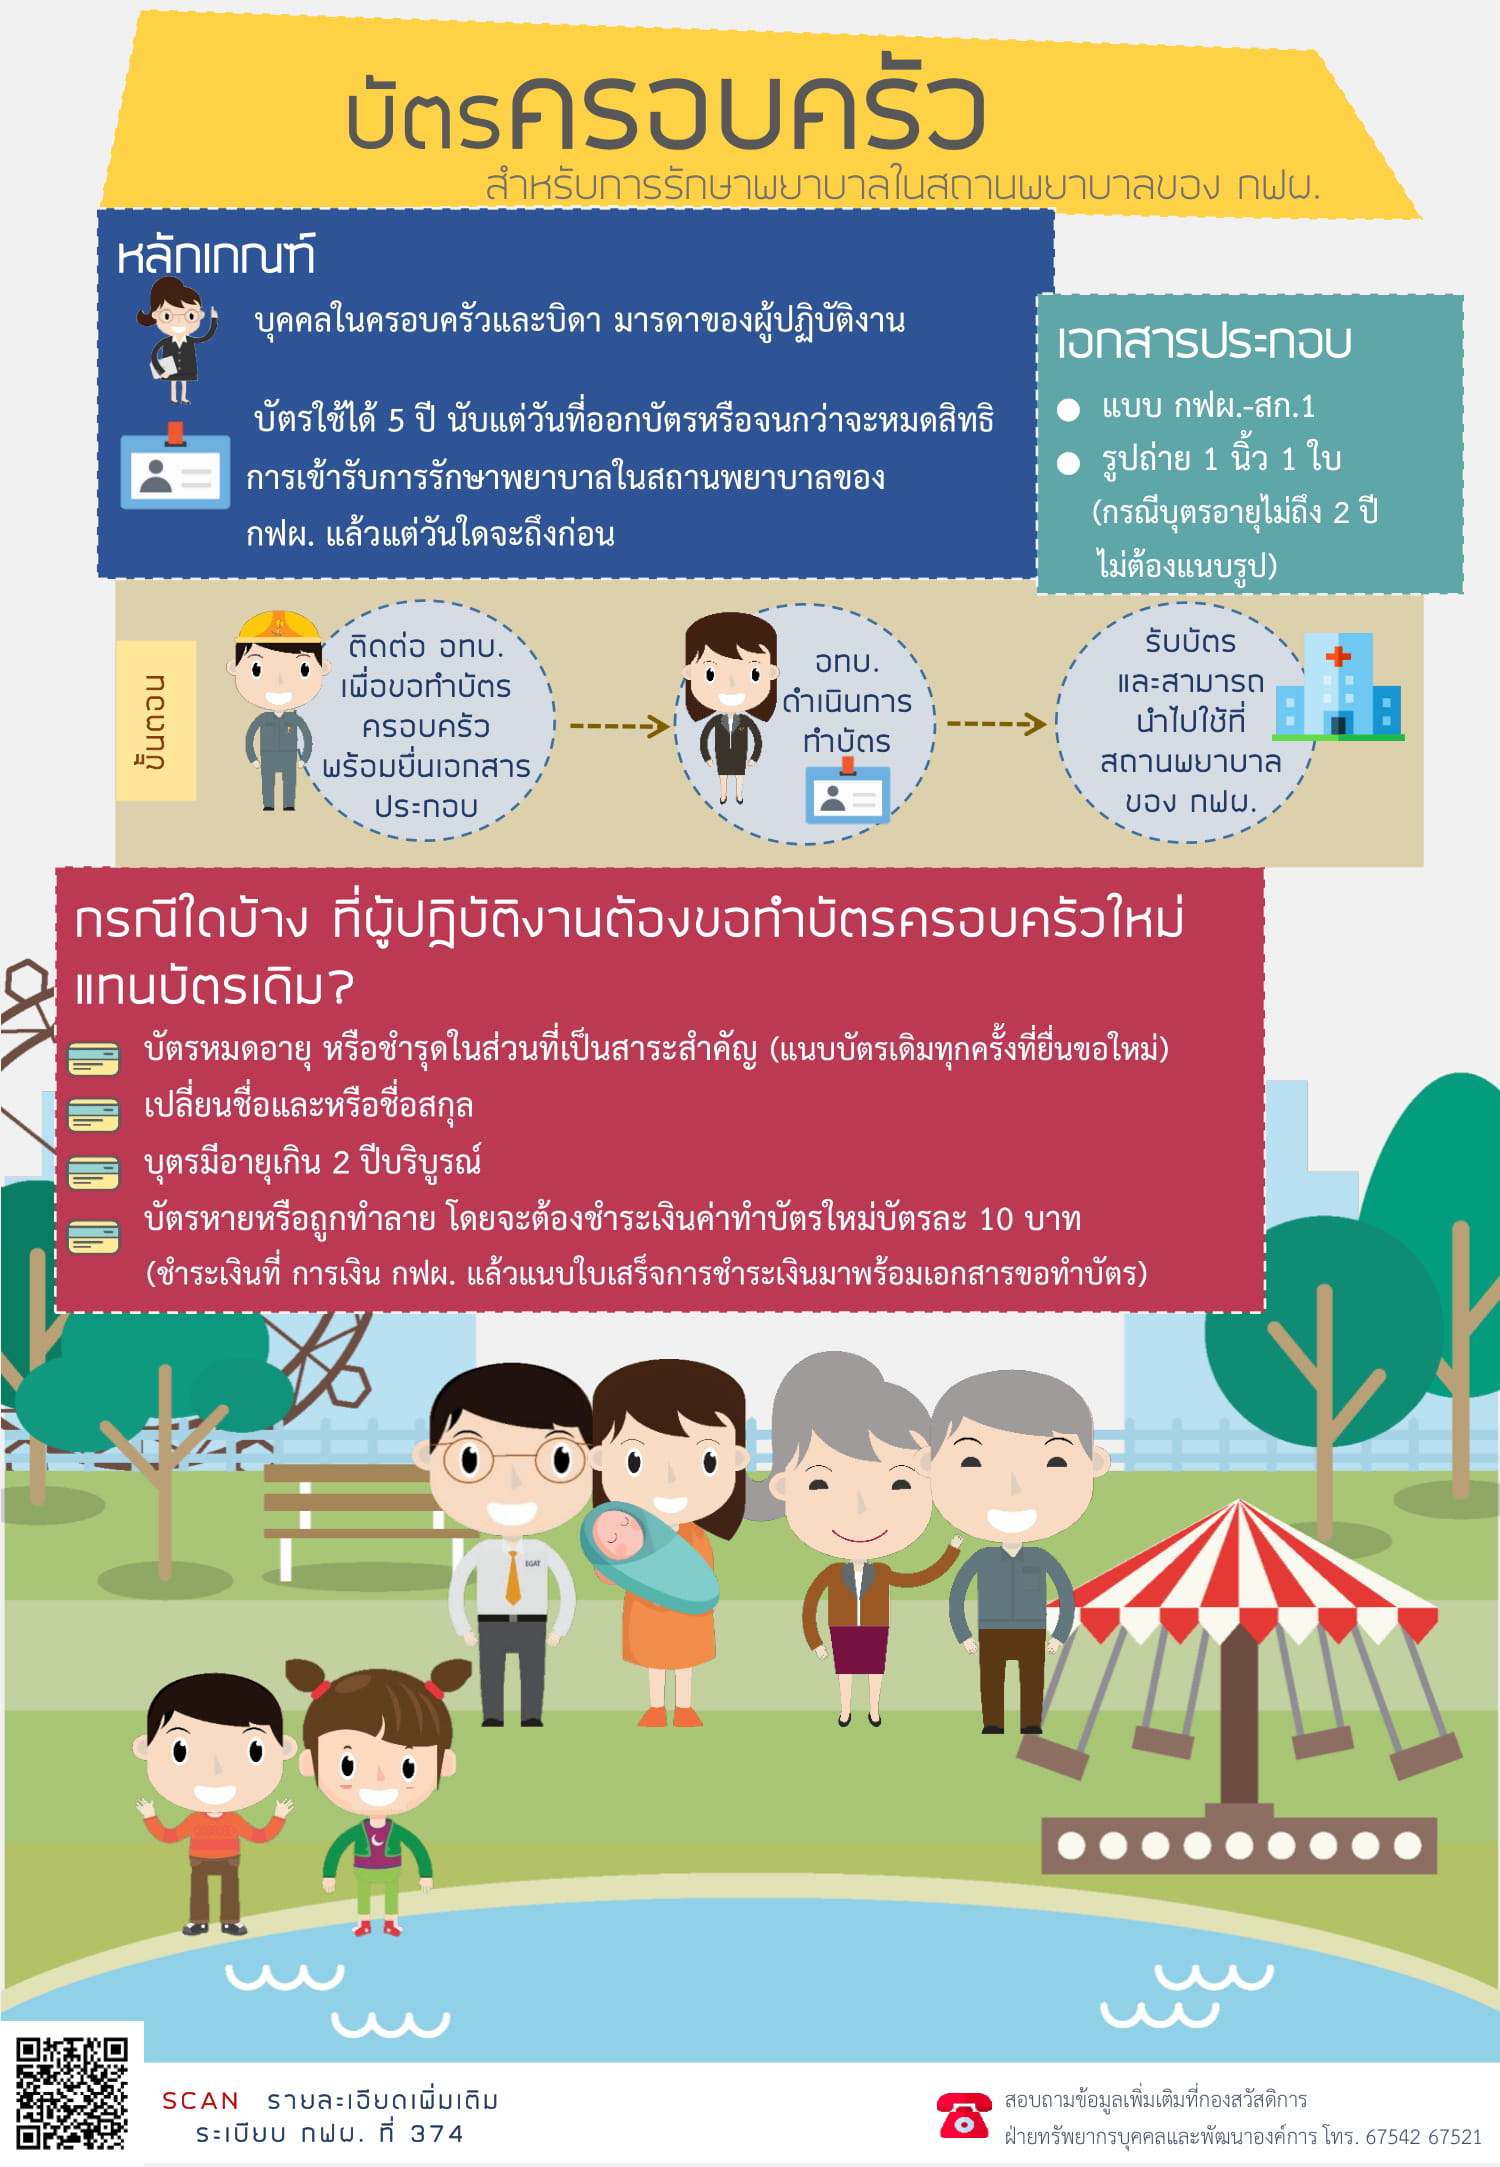 บัตรครอบครัว
สำหรับการรักษาพยาบาลในสถานพยาบาลของ กฟผ.
หลักเกณฑ์
บุคคลในครอบครัวและบิดา มารดาของผู้ปฏิบัติงาน
บัตรใช้ได้ 5 ปี นับแต่วันที่ออกบัตรหรือจนกว่าจะหมดสิทธิ
การเข้ารับการรักษาพยาบาลในสถานพยาบาลของ
กฟผ. แล้วแต่วันใดจะถึงก่อน
เอกสารประกอบ
แบบ กฟผ.-สก.1
รูปถ่าย 1 นิ้ว 1 ใบ
(กรณีบุตรอายุไม่ถึง 2 ปี
ไม่ต้องแนบรูป)
ขั้นตอน
ติดต่อ อทบ.
เพื่อขอทำบัตร
ครอบครัว
พร้อมยื่นเอกสาร
ประกอบ
อทบ.
ดำเนินการ
ทำบัตร
รับบัตร
และสามารถ
นำไปใช้ที่
สถานพยาบาล
ของ กฟผ.
กรณีใดบ้าง ที่ผู้ปฎิบัติงานต้องขอทำบัตรครอบครัวใหม่
แทนบัตรเดิม?
บัตรหมดอายุ หรือชำรุดในส่วนที่เป็นสาระสำคัญ (แนบบัตรเดิมทุกครั้งที่ยื่นขอใหม่)
เปลี่ยนชื่อและหรือชื่อสกุล
บุตรมีอายุเกิน 2 ปีบริบูรณ์
บัตรหายหรือถูกทำลาย โดยจะต้องชำระเงินค่าทำบัตรใหม่บัตรละ 10 บาท
(ชำระเงินที่ การเงิน กฟผ. แล้วแนบใบเสร็จการชำระเงินมาพร้อมเอกสารขอทำบัตร)
EGAT
SCAN รายละเอียดเพิ่มเติม
ระเบียบ กฟผ. ที่ 374
สอบถามข้อมูลเพิ่มเติมที่กองสวัสดิการ
ฝ่ายทรัพยากรบุคคลและพัฒนาองค์การ โทร. 67542 67521